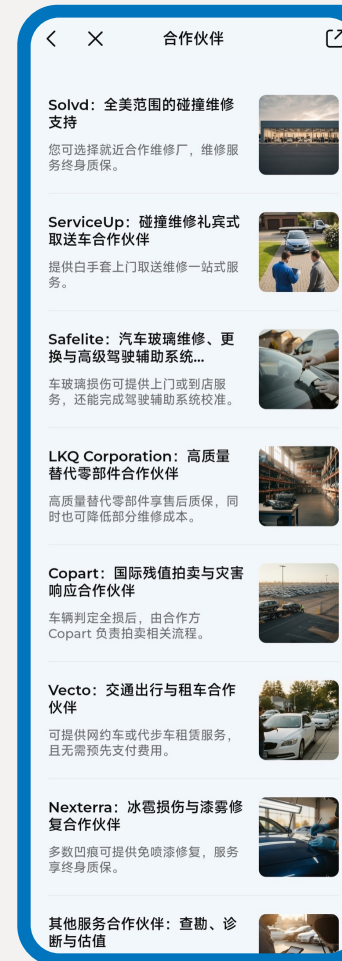 合作伙伴
Solvd：全美范围的碰撞维修
支持
您可选择就近合作维修厂，维修服
务终身质保。
ServiceUp：碰撞维修礼宾式
取送车合作伙伴
提供白手套上门取送维修一站式服
务。
Safelite：汽车玻璃维修、更
换与高级驾驶辅助系统...
车玻璃损伤可提供上门或到店服
务，还能完成驾驶辅助系统校准。
LKQ Corporation：高质量
替代零部件合作伙伴
高质量替代零部件享售后质保，同
时也可降低部分维修成本。
Copart：国际残值拍卖与灾害
响应合作伙伴
车辆判定全损后，由合作方
Copart 负责拍卖相关流程。
Vecto：交通出行与租车合作
伙伴
可提供网约车或代步车租赁服务，
且无需预先支付费用。
Nexterra：冰雹损伤与漆雾修
复合作伙伴
多数凹痕可提供免喷漆修复，服务
享终身质保。
其他服务合作伙伴：查勘、诊
断与估值